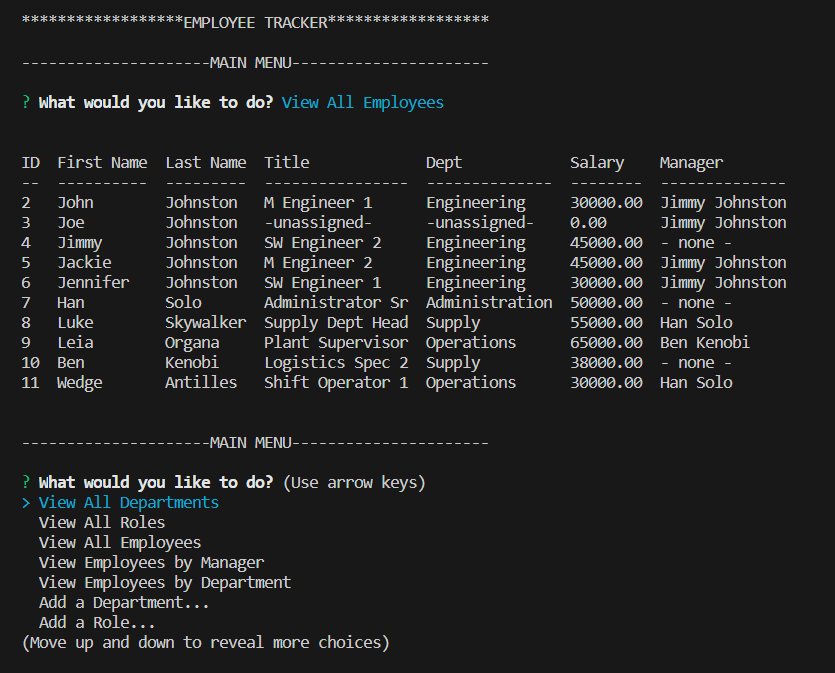 ******************EMPLOYEE TRACKER******************
---------------------MAIN MENU----------------------
? What would you like to do? View All Employees
ID  First Name  Last Name  Title             Dept            Salary    Manager
--  ----------  ---------  ----------------  --------------  --------  --------------
2   John        Johnston   M Engineer 1      Engineering     30000.00  Jimmy Johnston
3   Joe         Johnston   -unassigned-      -unassigned-    0.00      Jimmy Johnston
4   Jimmy       Johnston   SW Engineer 2     Engineering     45000.00  - none -
5   Jackie      Johnston   M Engineer 2      Engineering     45000.00  Jimmy Johnston
6   Jennifer    Johnston   SW Engineer 1     Engineering     30000.00  Jimmy Johnston
7   Han         Solo       Administrator Sr  Administration  50000.00  - none -
8   Luke        Skywalker  Supply Dept Head  Supply          55000.00  Han Solo
9   Leia        Organa     Plant Supervisor  Operations      65000.00  Ben Kenobi
10  Ben         Kenobi     Logistics Spec 2  Supply          38000.00  - none -
11  Wedge       Antilles   Shift Operator 1  Operations      30000.00  Han Solo
---------------------MAIN MENU----------------------
? What would you like to do? (Use arrow keys)
> View All Departments
  View All Roles
  View All Employees
  View Employees by Manager
  View Employees by Department
  Add a Department...
  Add a Role...
(Move up and down to reveal more choices)